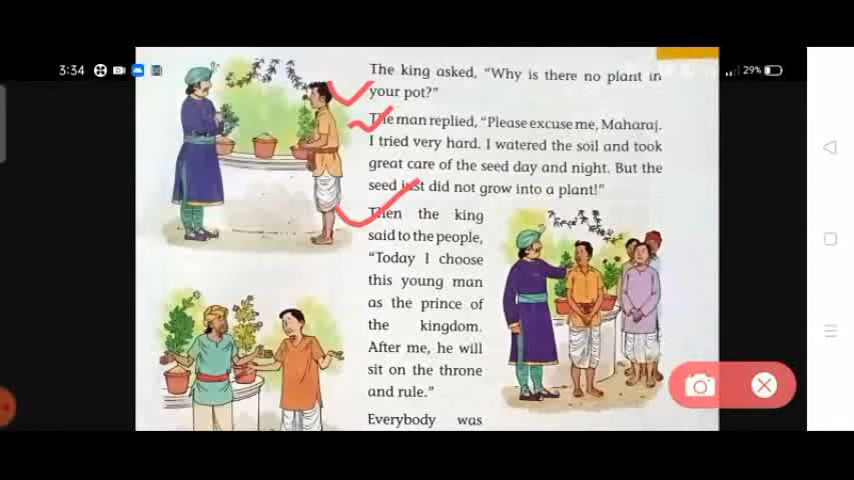 3:34
29%
The king asked, "Why is there no plant in
your pot?"
The man replied, "Please excuse me, Maharaj.
I tried very hard. I watered the soil and took
great care of the seed day and night. But the
seed just did not grow into a plant!"
Then the king
said to the people,
"Today I choose
this young man
as the prince of
the kingdom.
After me, he will
sit on the throne
and rule."
Everybody was